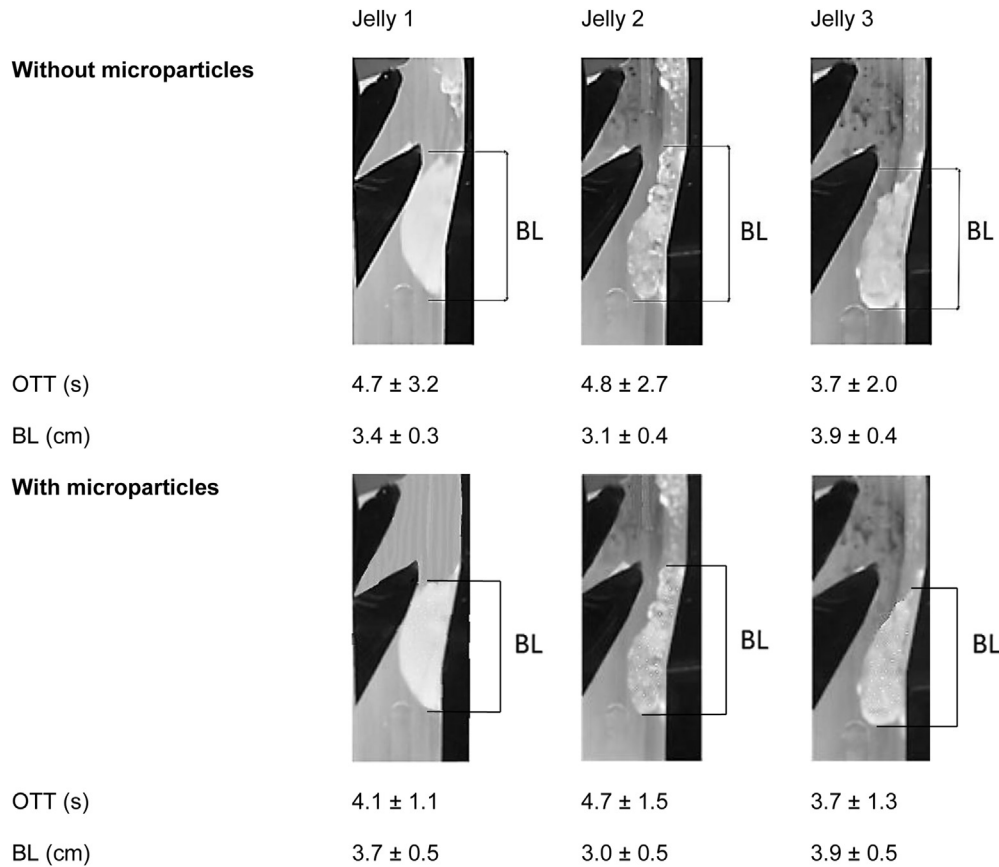 Jelly 1 Jelly 2 Jelly 3
Without microparticles
BL BL BL
OTT (s) 4.7 ± 3.2 4.8 ± 2.7 3.7 ± 2.0
BL (cm) 3.4 ± 0.3 3.1 ± 0.4 3.9 ± 0.4
With microparticles
BL BL BL
OTT (s) 4.1 ± 1.1 4.7 ± 1.5 3.7 ± 1.3
BL (cm) 3.7 ± 0.5 3.0 ± 0.5 3.9 ± 0.5